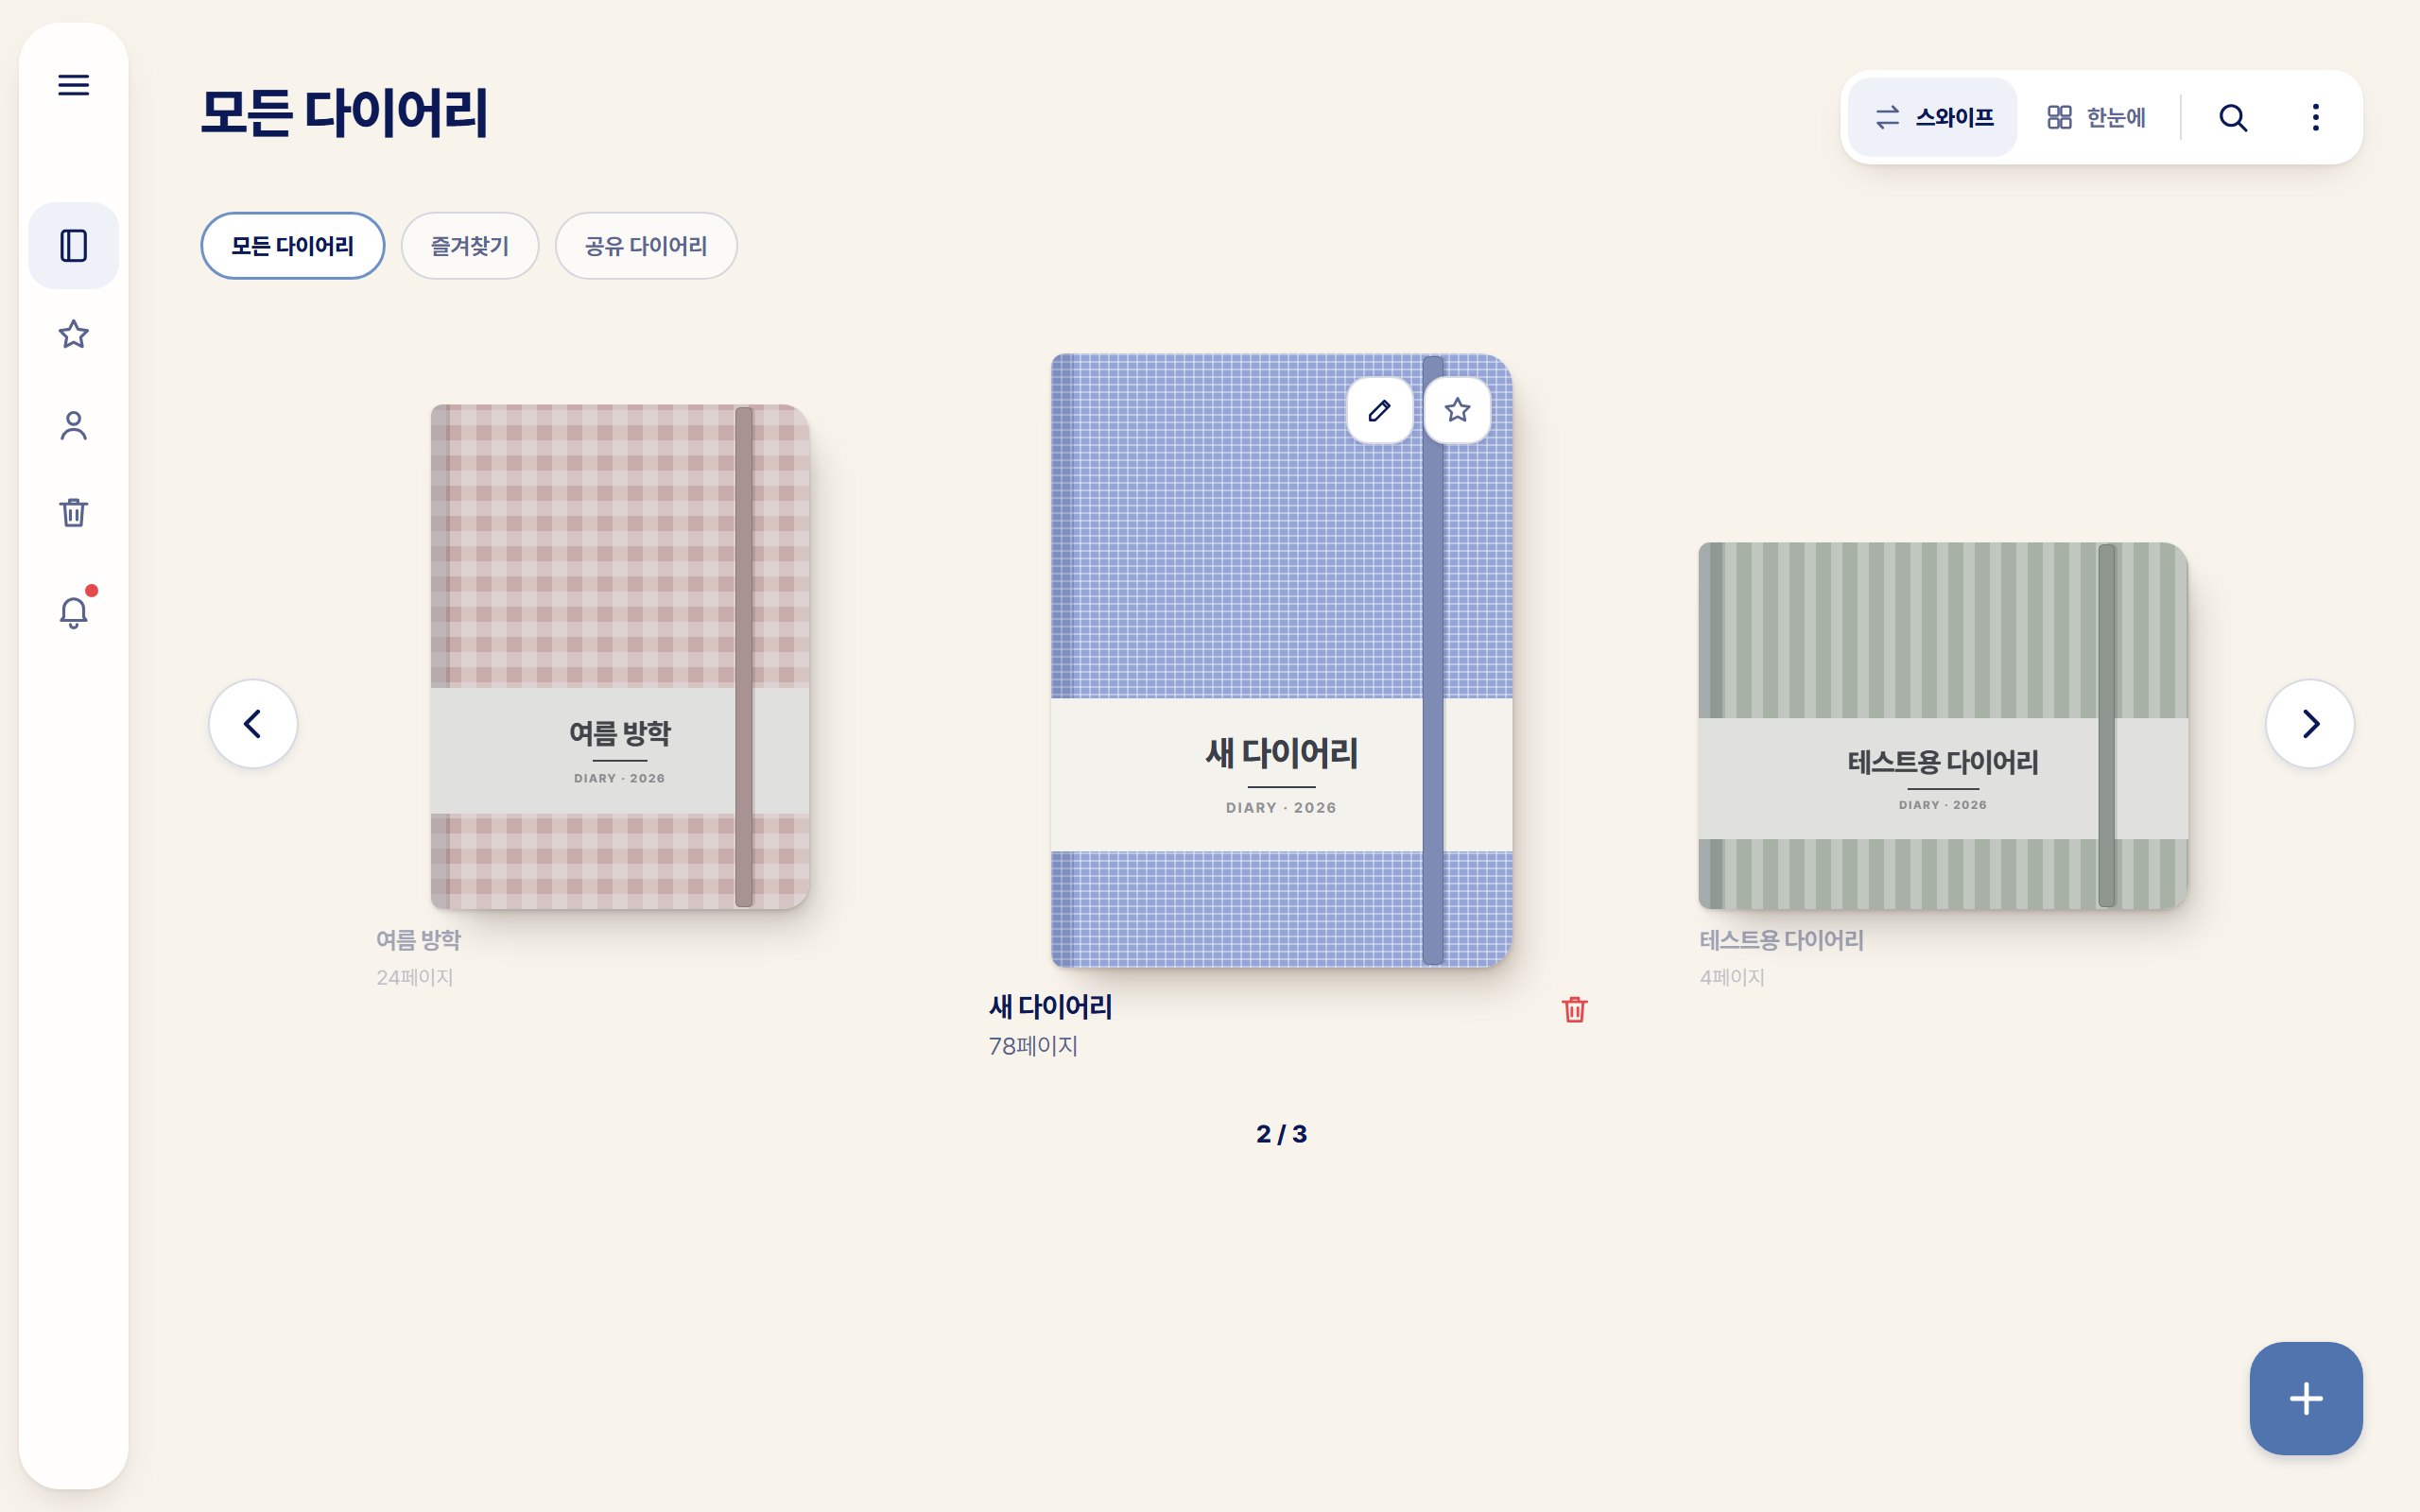 모든 다이어리
스와이프
한눈에
모든 다이어리
즐겨찾기
공유 다이어리
여름 방학
DIARY · 2026
여름 방학
24페이지
새 다이어리
DIARY · 2026
새 다이어리
78페이지
테스트용 다이어리
DIARY · 2026
테스트용 다이어리
4페이지
2 / 3